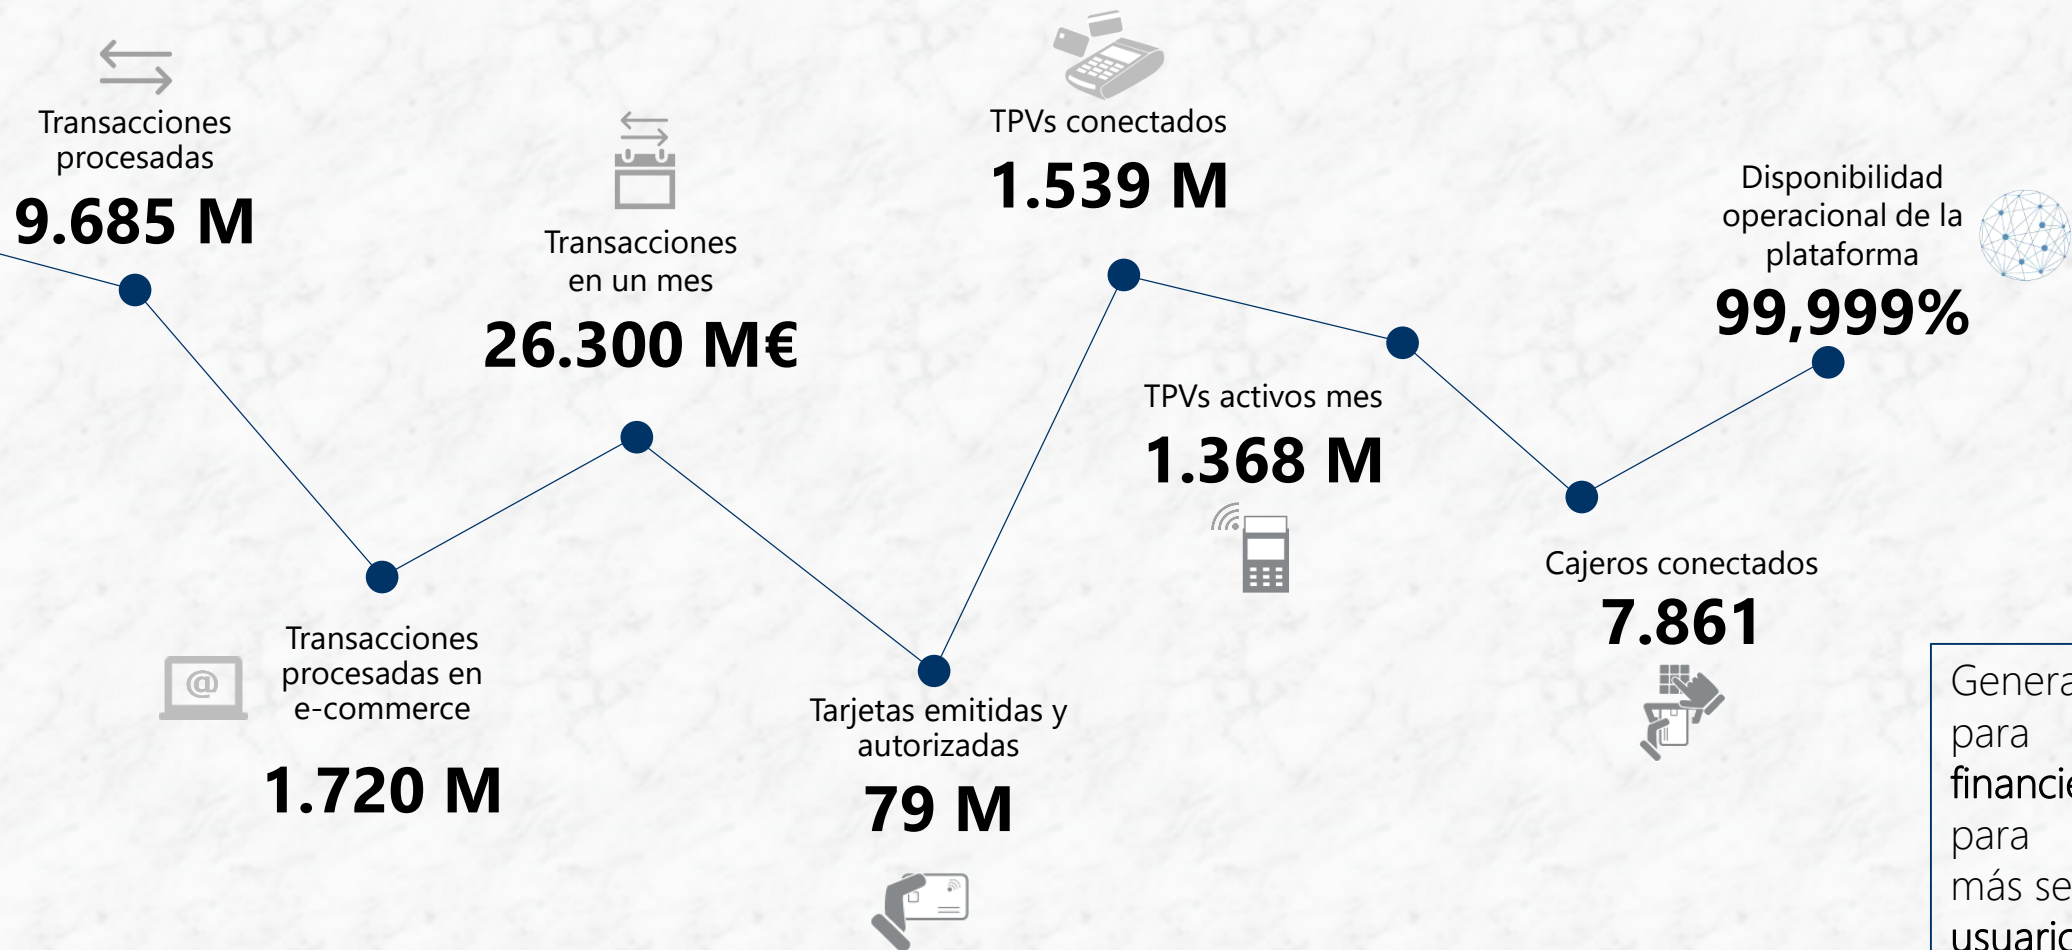 Transacciones
procesadas
9.685 M
Transacciones
procesadas en
e-commerce
1.720 M
@
Transacciones
en un mes
26.300 M€
Tarjetas emitidas y
autorizadas
79 M
TPVs conectados
1.539 M
TPVs activos mes
1.368 M
Cajeros conectados
7.861
Disponibilidad
operacional de la
plataforma
99,999%
para
para
más